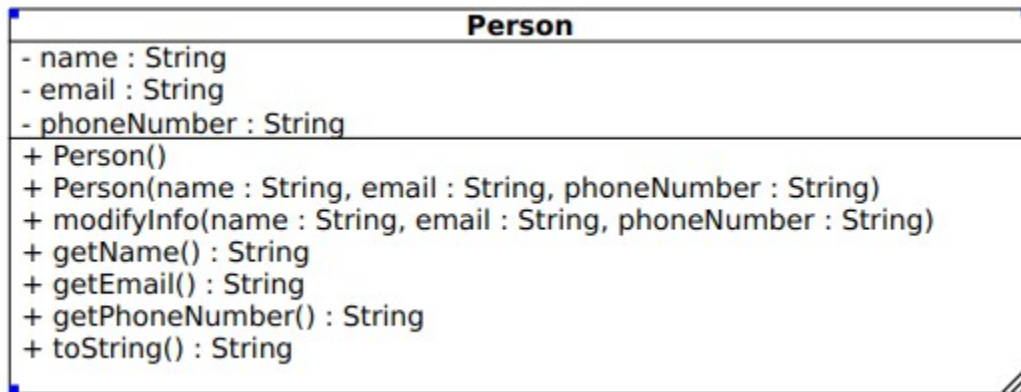 Person
- name : String
- email : String
- phoneNumber : String
+ Person()
+ Person(name : String, email : String, phoneNumber : String)
+ modifyInfo(name : String, email : String, phoneNumber : String)
+ getName() : String
+ getEmail() : String
+ getPhoneNumber() : String
+ toString() : String